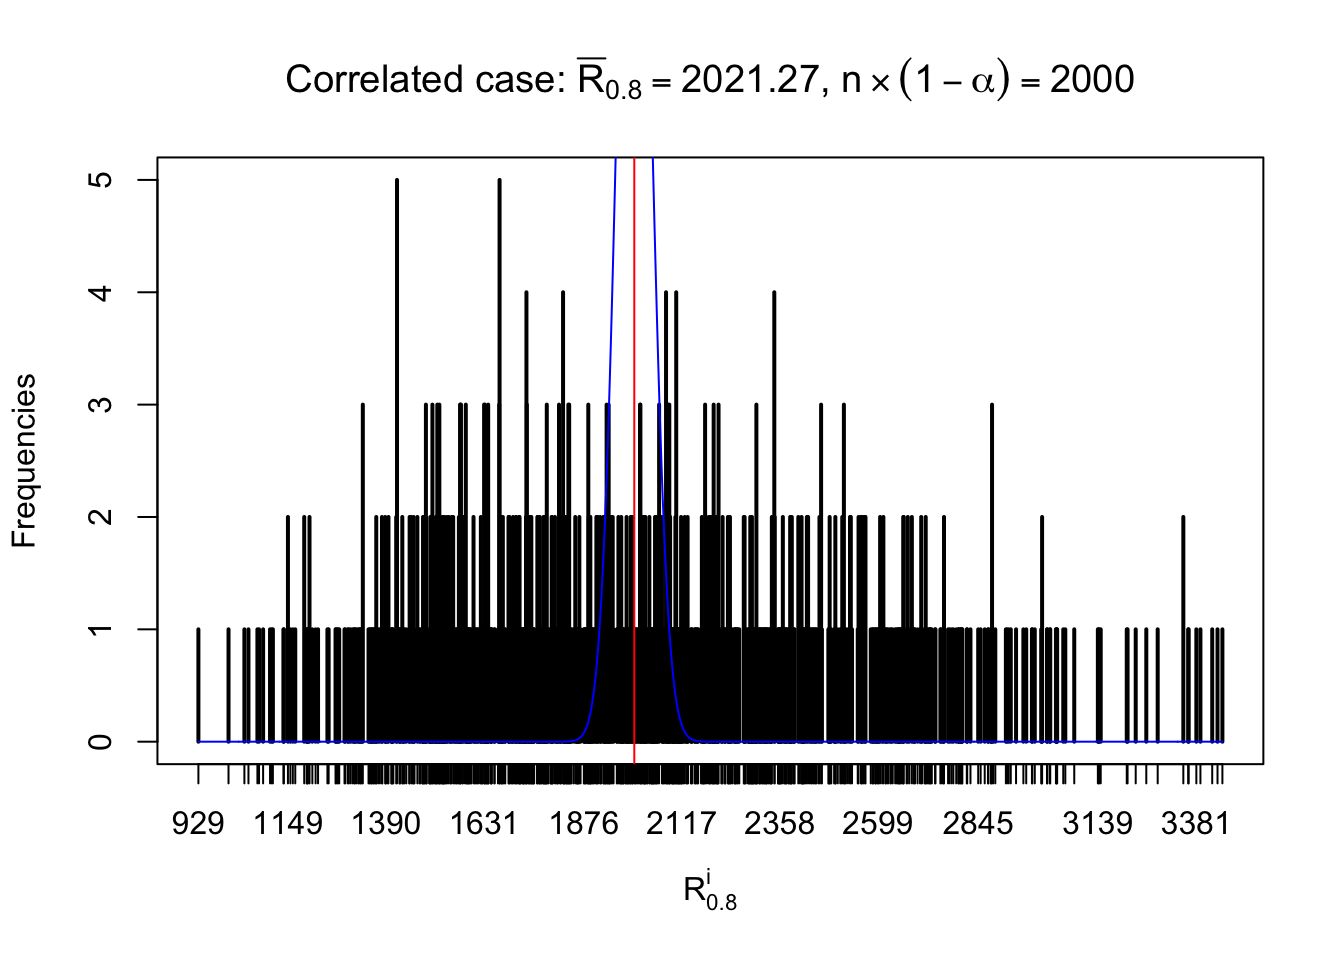 Correlated case: R̅₀.₈ = 2021.27, n × (1 − α) = 2000
5
4
3
2
1
0
Frequencies
929 1149 1390 1631 1876 2117 2358 2599 2845 3139 3381
Rⁱ₀.₈